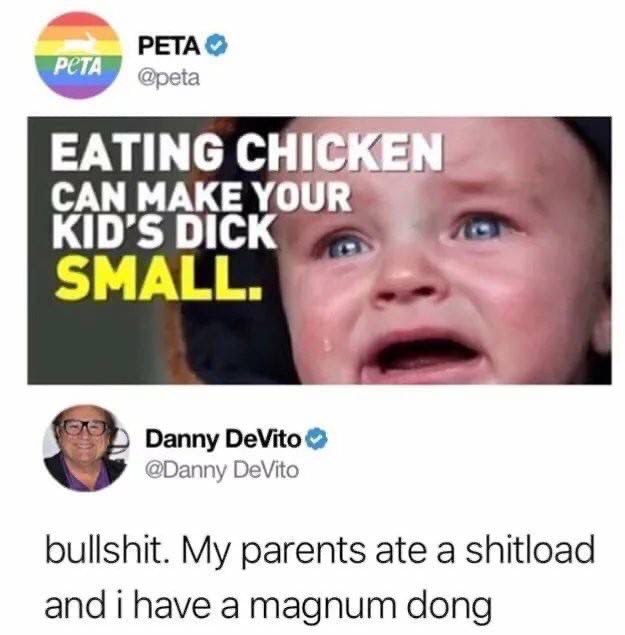 PETA
PETA
@peta
EATING CHICKEN
CAN MAKE YOUR
KID'S DICK
SMALL.
Danny DeVito
@Danny DeVito
bullshit. My parents ate a shitload
and i have a magnum dong